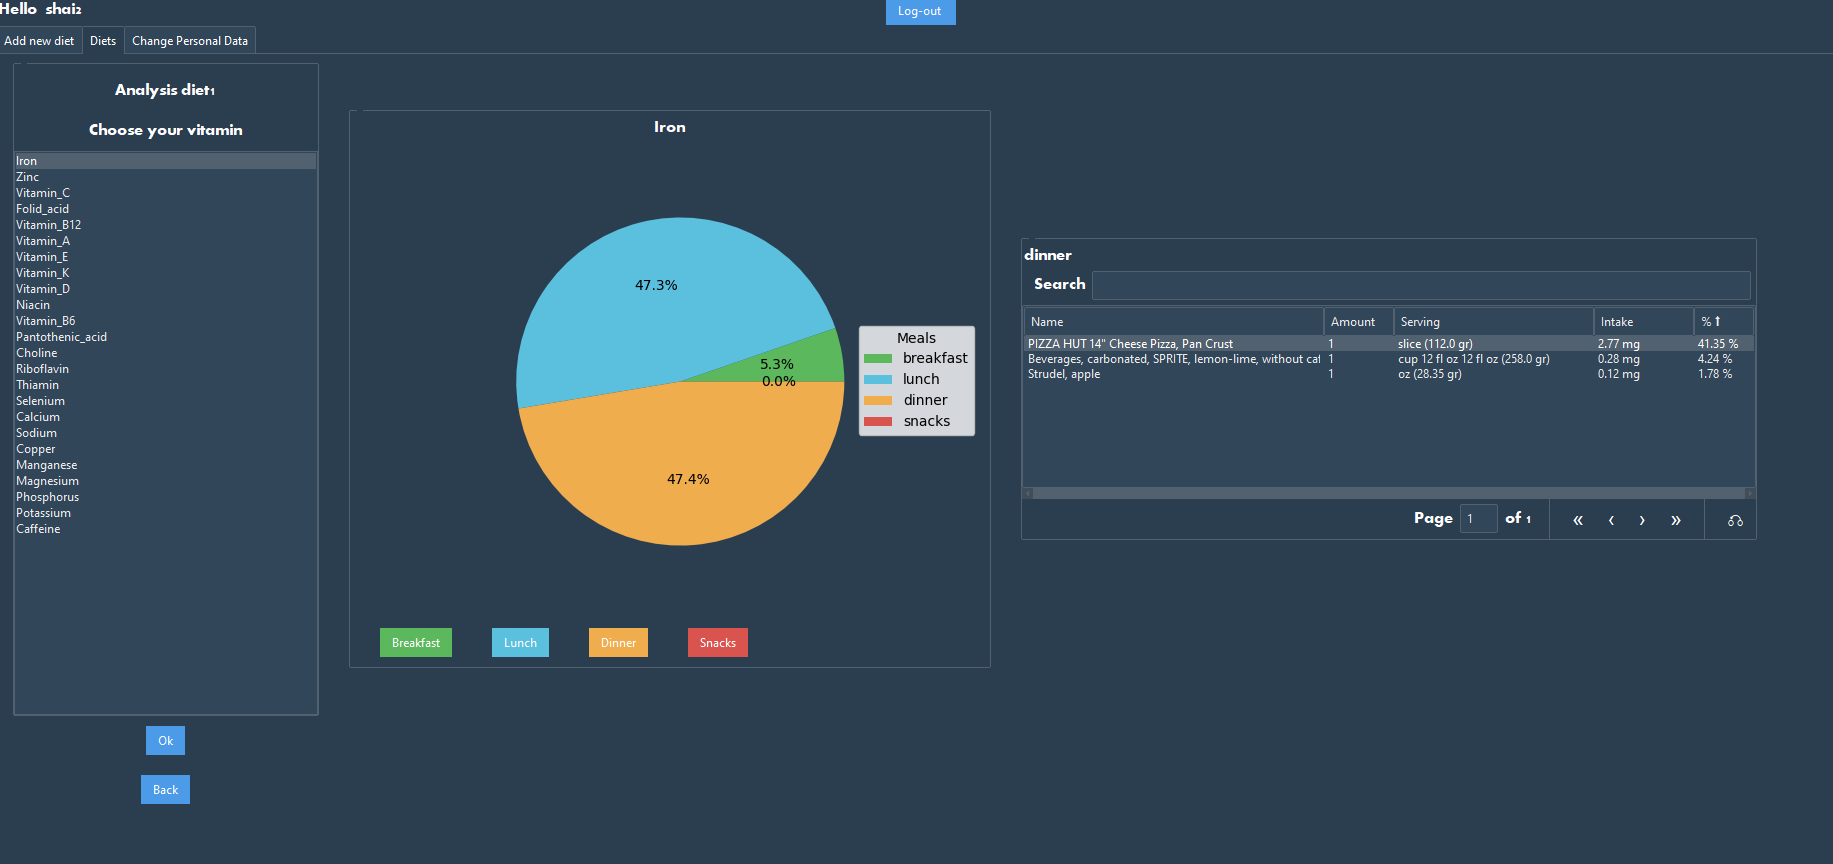 Hello shai2
Log-out
Add new diet
Diets
Change Personal Data
Analysis diet1
Choose your vitamin
Iron
Zinc
Vitamin_C
Folid_acid
Vitamin_B12
Vitamin_A
Vitamin_E
Vitamin_K
Vitamin_D
Niacin
Vitamin_B6
Pantothenic_acid
Choline
Riboflavin
Thiamin
Selenium
Calcium
Sodium
Copper
Manganese
Magnesium
Phosphorus
Potassium
Caffeine
Ok
Back
Iron
47.3%
5.3%
0.0%
47.4%
Meals
breakfast
lunch
dinner
snacks
Breakfast
Lunch
Dinner
Snacks
dinner
Search
Name Amount Serving Intake % ⬆
PIZZA HUT 14" Cheese Pizza, Pan Crust 1 slice (112.0 gr) 2.77 mg 41.35 %
Beverages, carbonated, SPRITE, lemon-lime, without caf 1 cup 12 fl oz 12 fl oz (258.0 gr) 0.28 mg 4.24 %
Strudel, apple 1 oz (28.35 gr) 0.12 mg 1.78 %
Page 1 of 1 « ‹ › »